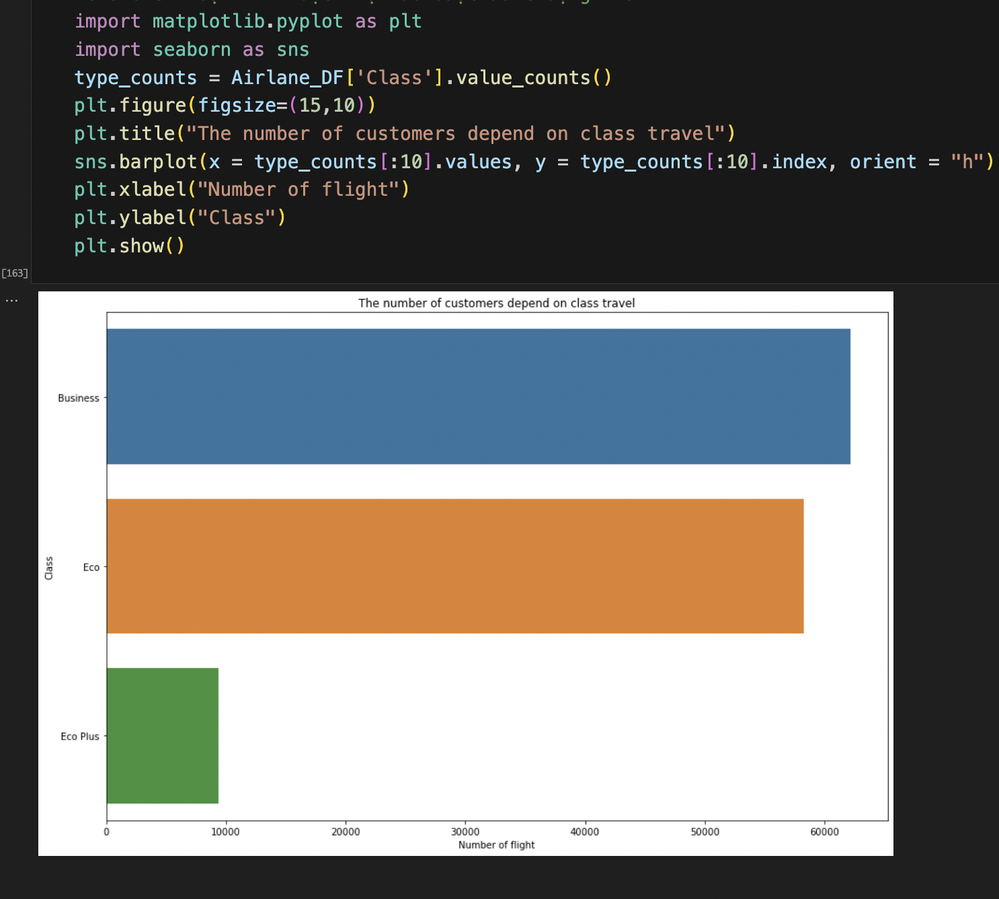 import matplotlib.pyplot as plt
import seaborn as sns
type_counts = Airlane_DF['Class'].value_counts()
plt.figure(figsize=(15,10))
plt.title("The number of customers depend on class travel")
sns.barplot(x = type_counts[:10].values, y = type_counts[:10].index, orient = "h")
plt.xlabel("Number of flight")
plt.ylabel("Class")
plt.show()
[163]
...
The number of customers depend on class travel
Business
Eco
Eco Plus
Class
0 10000 20000 30000 40000 50000 60000
Number of flight